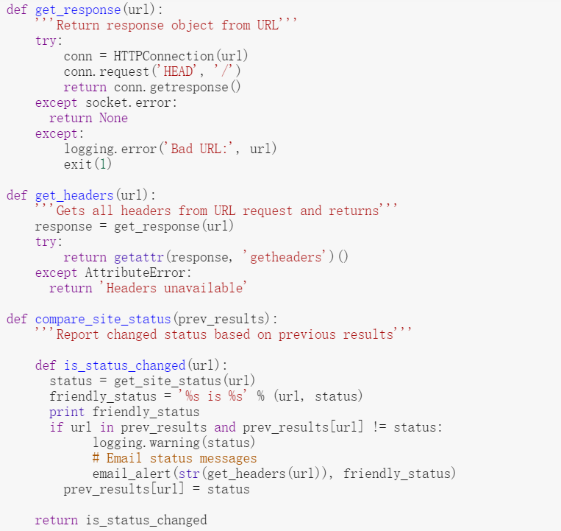 def get_response(url):
    '''Return response object from URL'''
    try:
        conn = HTTPConnection(url)
        conn.request('HEAD', '/')
        return conn.getresponse()
    except socket.error:
      return None
    except:
        logging.error('Bad URL:', url)
        exit(1)

def get_headers(url):
    '''Gets all headers from URL request and returns'''
    response = get_response(url)
    try:
        return getattr(response, 'getheaders')()
    except AttributeError:
      return 'Headers unavailable'

def compare_site_status(prev_results):
    '''Report changed status based on previous results'''

    def is_status_changed(url):
      status = get_site_status(url)
      friendly_status = '%s is %s' % (url, status)
      print friendly_status
      if url in prev_results and prev_results[url] != status:
            logging.warning(status)
            # Email status messages
            email_alert(str(get_headers(url)), friendly_status)
        prev_results[url] = status

    return is_status_changed